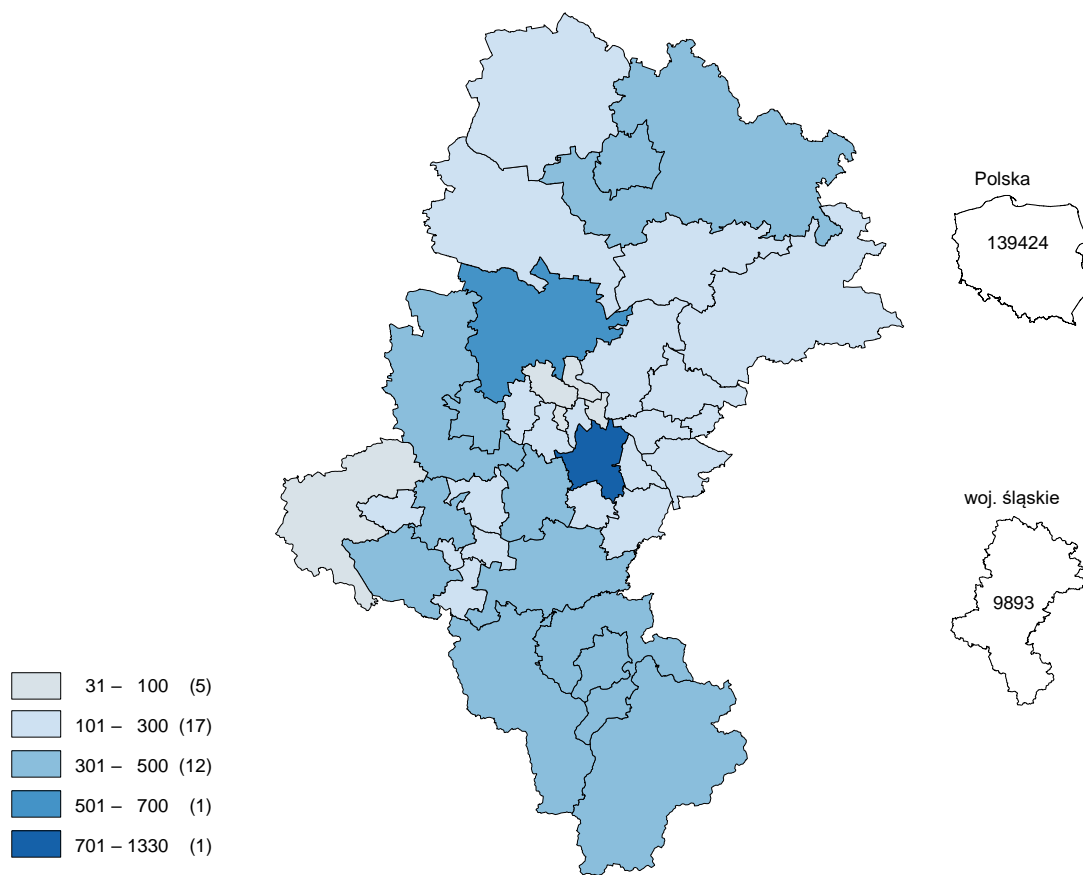 Polska
139424
woj. śląskie
9893
31 – 100 (5)
101 – 300 (17)
301 – 500 (12)
501 – 700 (1)
701 – 1330 (1)